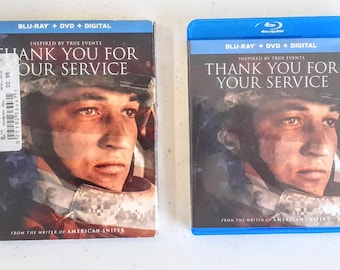 BLU-RAY + DVD + DIGITAL
INSPIRED BY TRUE EVENTS
THANK YOU FOR
YOUR SERVICE
FROM THE WRITER OF AMERICAN SNIPER
BLU-RAY + DVD + DIGITAL
INSPIRED BY TRUE EVENTS
THANK YOU FOR
YOUR SERVICE
FROM THE WRITER OF AMERICAN SNIPER